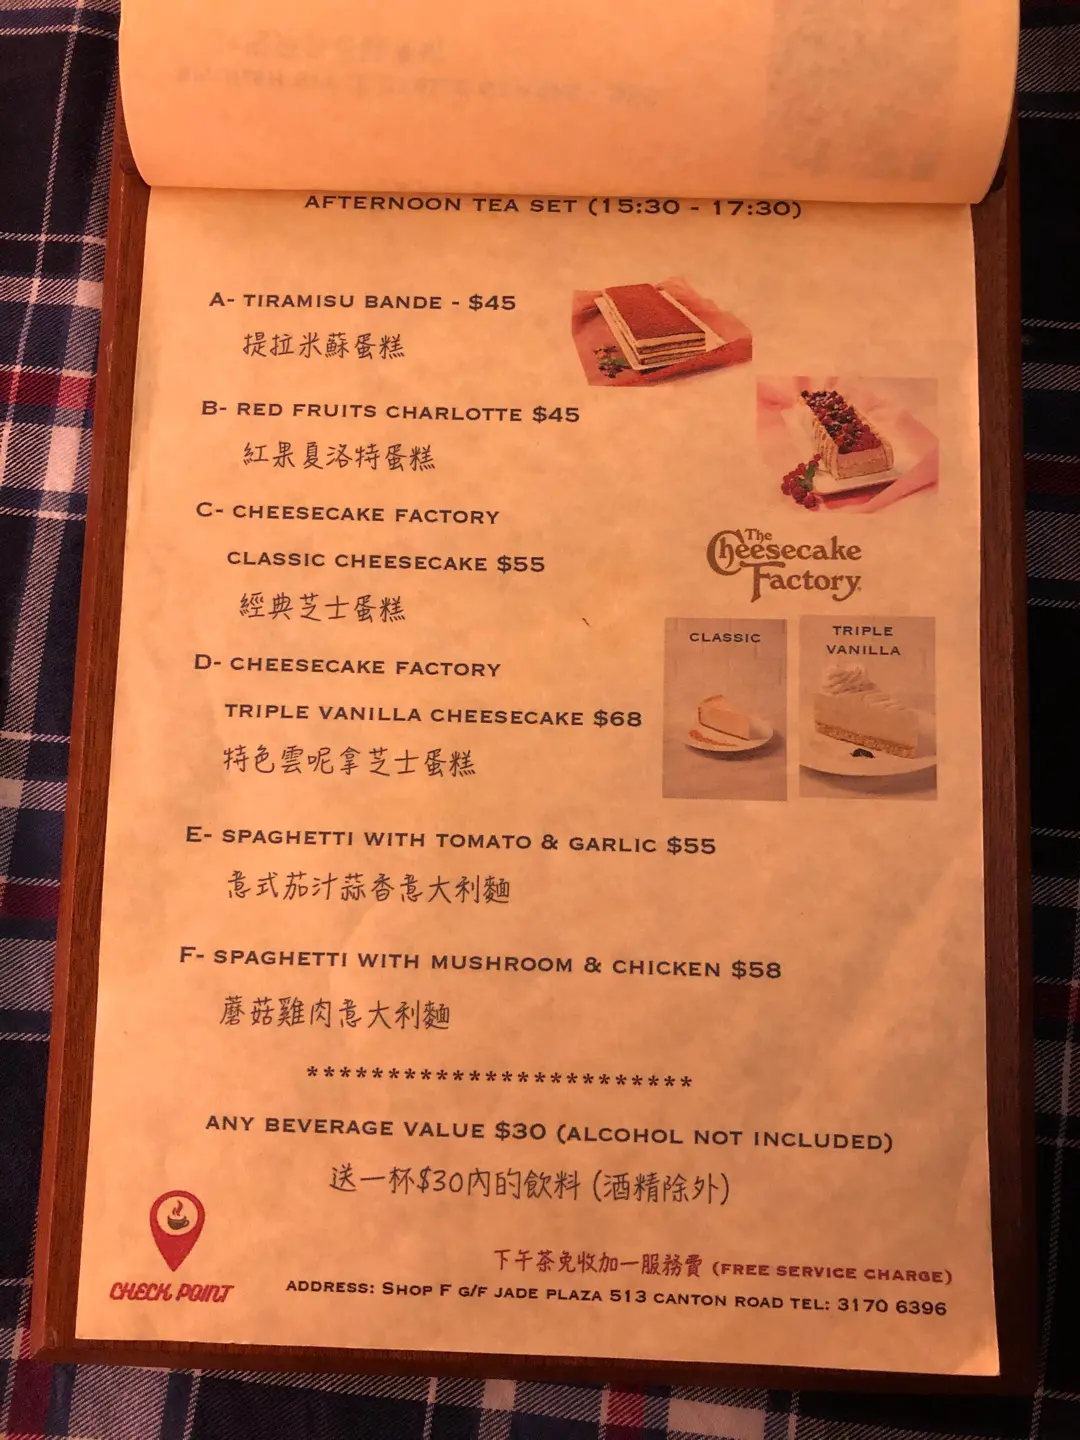 AFTERNOON TEA SET (15:30 - 17:30)
A- TIRAMISU BANDE - $45
提拉米蘇蛋糕
B- RED FRUITS CHARLOTTE $45
紅果夏洛特蛋糕
C- CHEESECAKE FACTORY
CLASSIC CHEESECAKE $55
經典芝士蛋糕
The
Cheesecake
Factory
CLASSIC
TRIPLE
VANILLA
D- CHEESECAKE FACTORY
TRIPLE VANILLA CHEESECAKE $68
特色雲呢拿芝士蛋糕
E- SPAGHETTI WITH TOMATO & GARLIC $55
意式茄汁蒜香意大利麵
F- SPAGHETTI WITH MUSHROOM & CHICKEN $58
蘑菇雞肉意大利麵
************************
ANY BEVERAGE VALUE $30 (ALCOHOL NOT INCLUDED)
送一杯$30內的飲料 (酒精除外)
下午茶免收加一服務費 (FREE SERVICE CHARGE)
CHECK POINT
ADDRESS: SHOP F G/F JADE PLAZA 513 CANTON ROAD TEL: 3170 6396